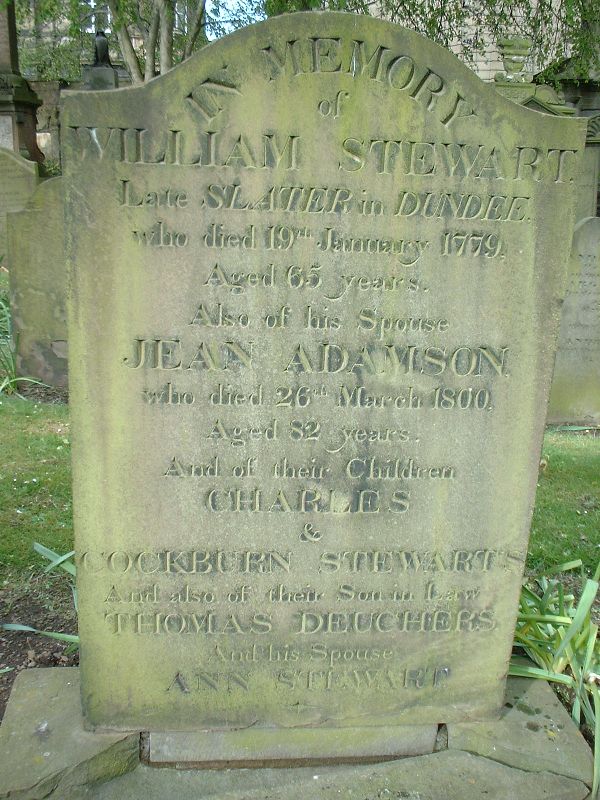 IN MEMORY
of
WILLIAM STEWART.
Late SLATER in DUNDEE.
who died 19th January 1779.
Aged 65 years.
Also of his Spouse
JEAN ADAMSON.
who died 26th March 1800.
Aged 82 years.
And of their Children
CHARLES
&
COCKBURN STEWARTS
And also of their Son in Law
THOMAS DEUCHERS
And his Spouse
ANN STEWART